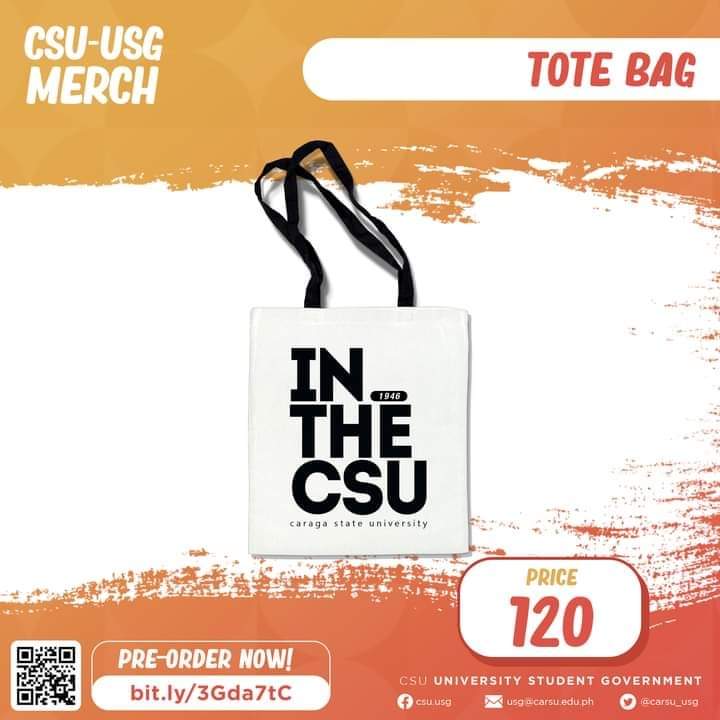 CSU-USG
MERCH
TOTE BAG
IN
1946
THE
CSU
caraga state university
PRICE
120
PRE-ORDER NOW!
bit.ly/3Gda7tC
CSU UNIVERSITY STUDENT GOVERNMENT
csu.usg usg@carsu.edu.ph @carsu_usg